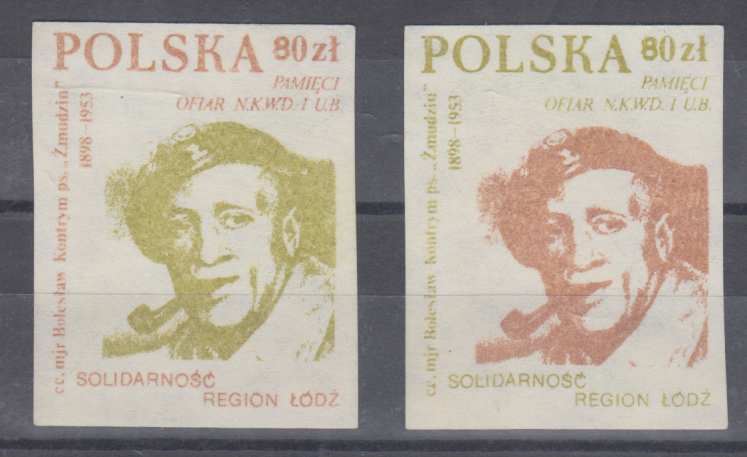 POLSKA 80 zł
PAMIĘCI
OFIAR N.K.W.D. I U.B.
cc. mjr Bolesław Kontrym ps. „Żmudzin”
1898-1953
SOLIDARNOŚĆ
REGION ŁÓDŹ
POLSKA 80 zł
PAMIĘCI
OFIAR N.K.W.D. I U.B.
cc. mjr Bolesław Kontrym ps. „Żmudzin”
1898-1953
SOLIDARNOŚĆ
REGION ŁÓDŹ